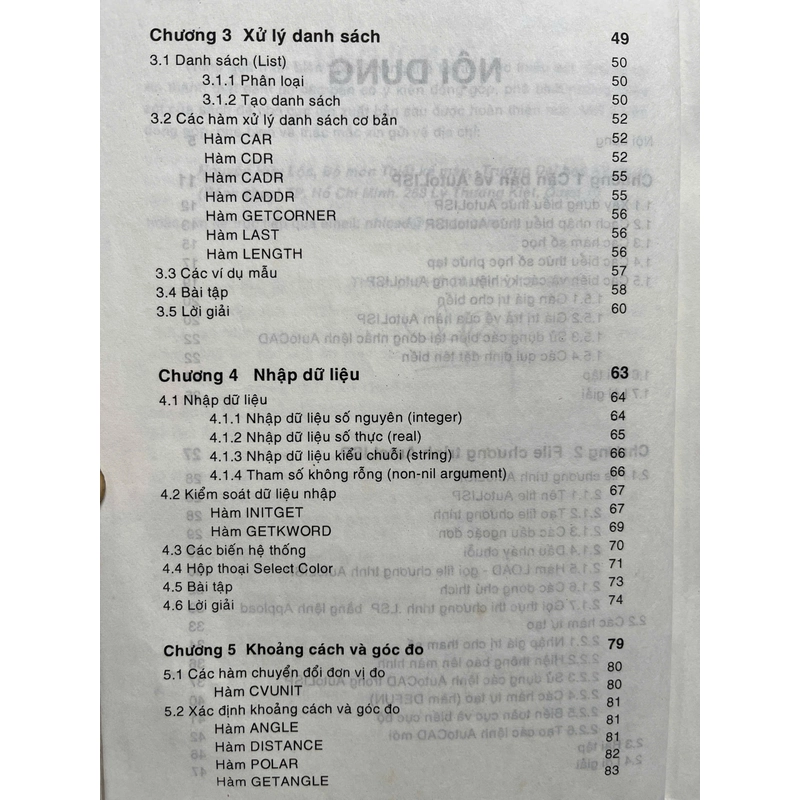 Chương 3 Xử lý danh sách 49
3.1 Danh sách (List) 50
3.1.1 Phân loại 50
3.1.2 Tạo danh sách 50
3.2 Các hàm xử lý danh sách cơ bản 52
Hàm CAR 52
Hàm CDR 52
Hàm CADR 55
Hàm CADDR 55
Hàm GETCORNER 56
Hàm LAST 56
Hàm LENGTH 56
3.3 Các ví dụ mẫu 57
3.4 Bài tập 58
3.5 Lời giải 60
Chương 4 Nhập dữ liệu 63
4.1 Nhập dữ liệu 64
4.1.1 Nhập dữ liệu số nguyên (integer) 64
4.1.2 Nhập dữ liệu số thực (real) 65
4.1.3 Nhập dữ liệu kiểu chuỗi (string) 66
4.1.4 Tham số không rỗng (non-nil argument) 66
4.2 Kiểm soát dữ liệu nhập 67
Hàm INITGET 67
Hàm GETKWORD 69
4.3 Các biến hệ thống 70
4.4 Hộp thoại Select Color 71
4.5 Bài tập 73
4.6 Lời giải 74
Chương 5 Khoảng cách và góc đo 79
5.1 Các hàm chuyển đổi đơn vị đo 80
Hàm CVUNIT 80
5.2 Xác định khoảng cách và góc đo 81
Hàm ANGLE 81
Hàm DISTANCE 81
Hàm POLAR 82
Hàm GETANGLE 83